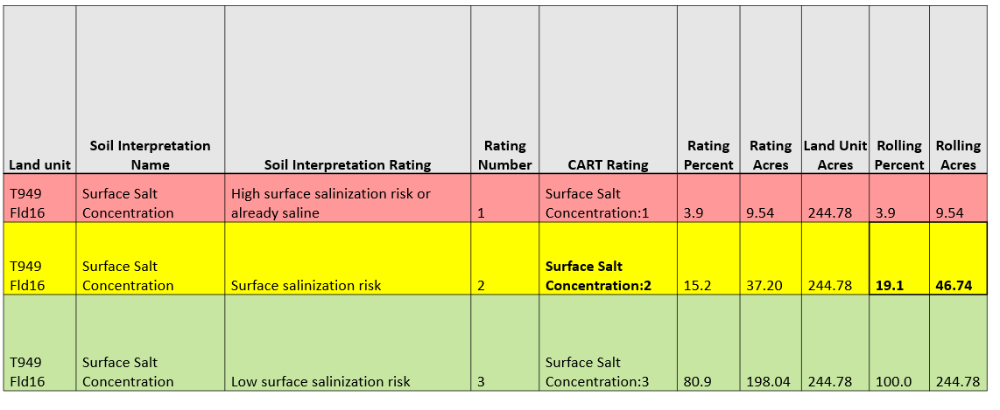 Land unit
Soil Interpretation
Name
Soil Interpretation Rating
Rating
Number
CART Rating
Rating
Percent
Rating
Acres
Land Unit
Acres
Rolling
Percent
Rolling
Acres
T949
Fld16
Surface Salt
Concentration
High surface salinization risk or
already saline
1
Surface Salt
Concentration:1
3.9
9.54
244.78
3.9
9.54
T949
Fld16
Surface Salt
Concentration
Surface salinization risk
2
Surface Salt
Concentration:2
15.2
37.20
244.78
19.1
46.74
T949
Fld16
Surface Salt
Concentration
Low surface salinization risk
3
Surface Salt
Concentration:3
80.9
198.04
244.78
100.0
244.78